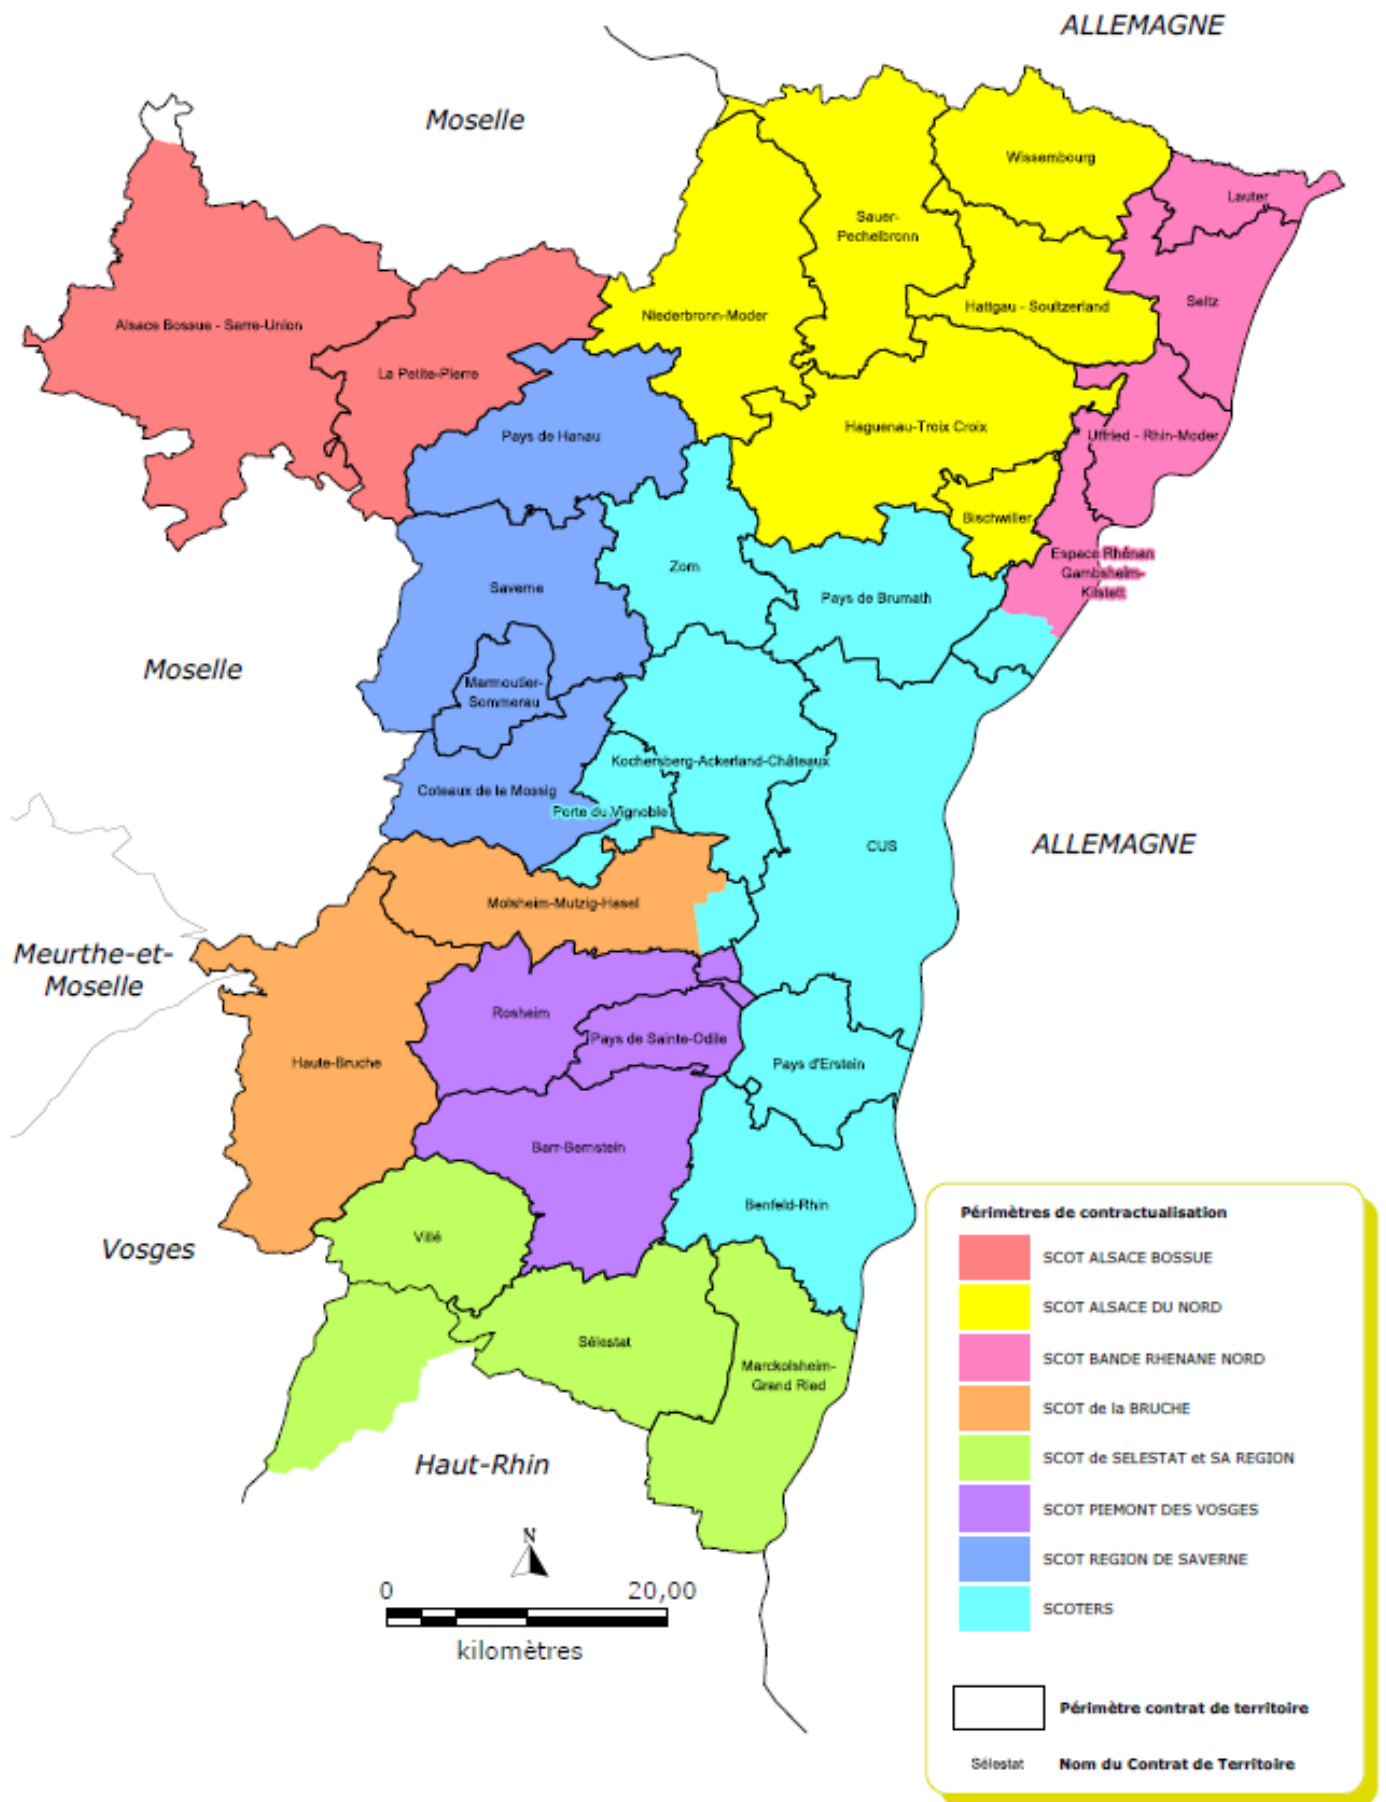 ALLEMAGNE
Moselle
Wissembourg
Lauter
Sauer-
Pechelbronn
Seltz
Hattgau - Soultzerland
Niederbronn-Moder
Alsace Bossue - Sarre-Union
La Petite-Pierre
Haguenau-Troix Croix
Uffried - Rhin-Moder
Pays de Hanau
Bischwiller
Espace Rhénan
Gambsheim-
Kilstett
Zorn
Saverne
Pays de Brumath
Moselle
Marmoutier-
Sommerau
Kochersberg-Ackerland-Châteaux
Coteaux de la Mossig
Porte du Vignoble
CUS
ALLEMAGNE
Molsheim-Mutzig-Hasel
Meurthe-et-
Moselle
Rosheim
Pays de Sainte-Odile
Haute-Bruche
Pays d'Erstein
Barr-Bernstein
Benfeld-Rhin
Villé
Vosges
Sélestat
Marckolsheim-
Grand Ried
Haut-Rhin
N
0 20,00
kilomètres
Périmètres de contractualisation
SCOT ALSACE BOSSUE
SCOT ALSACE DU NORD
SCOT BANDE RHENANE NORD
SCOT de la BRUCHE
SCOT de SELESTAT et SA REGION
SCOT PIEMONT DES VOSGES
SCOT REGION DE SAVERNE
SCOTERS
Périmètre contrat de territoire
Sélestat Nom du Contrat de Territoire